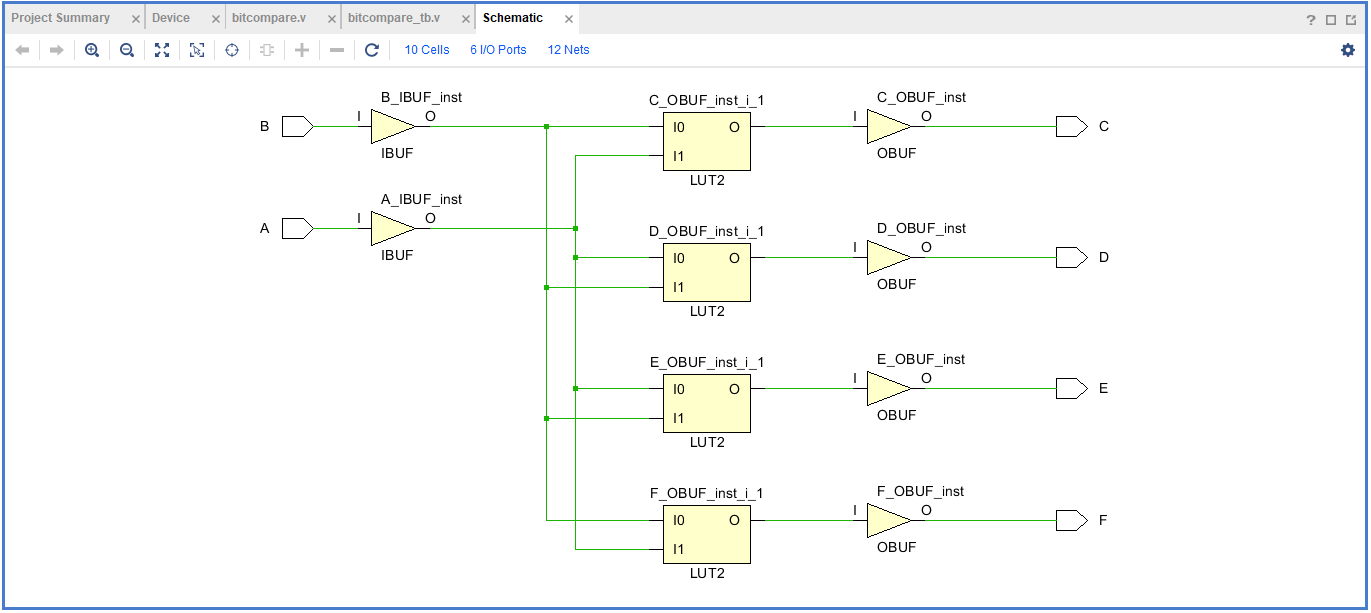 Project Summary × Device × bitcompare.v × bitcompare_tb.v × Schematic × ?
10 Cells 6 I/O Ports 12 Nets
B_IBUF_inst C_OBUF_inst_i_1 C_OBUF_inst
B I O I0 O I O C
IBUF I1 OBUF
LUT2
A_IBUF_inst
A I O
IBUF
D_OBUF_inst_i_1 D_OBUF_inst
I0 O I O D
I1 OBUF
LUT2
E_OBUF_inst_i_1 E_OBUF_inst
I0 O I O E
I1 OBUF
LUT2
F_OBUF_inst_i_1 F_OBUF_inst
I0 O I O F
I1 OBUF
LUT2